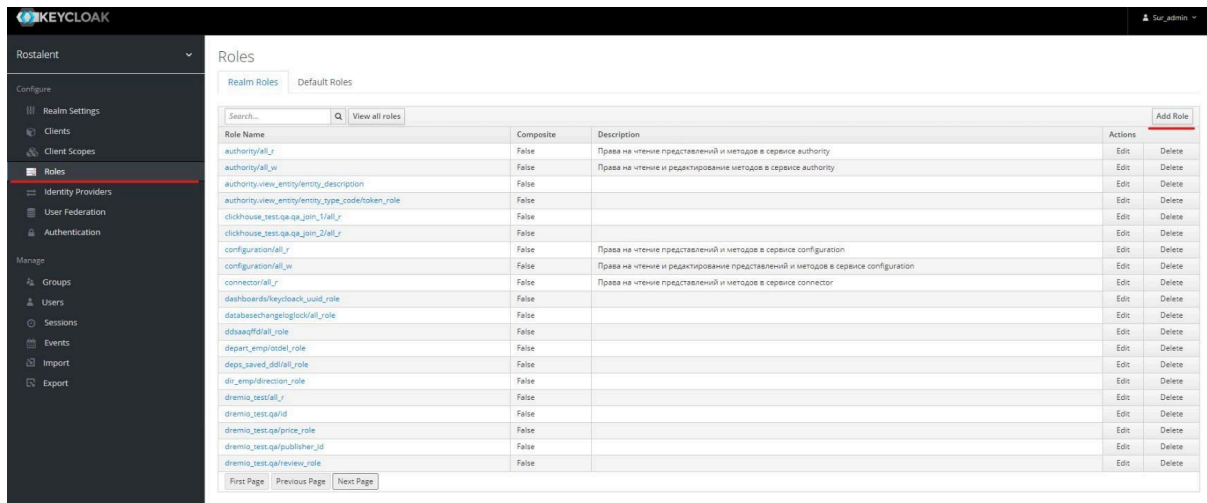 KEYCLOAK
Sur_admin
Rostalent
Configure
Realm Settings
Clients
Client Scopes
Roles
Identity Providers
User Federation
Authentication
Manage
Groups
Users
Sessions
Events
Import
Export
Roles
Realm Roles Default Roles
Search... View all roles Add Role
Role Name Composite Description Actions
authority/all_r False Права на чтение представлений и методов в сервисе authority Edit Delete
authority/all_w False Права на чтение и редактирование методов в сервисе authority Edit Delete
authority.view_entity/entity_description False Edit Delete
authority.view_entity/entity_type_code/token_role False Edit Delete
clickhouse_test.qa.qa_join_1/all_r False Edit Delete
clickhouse_test.qa.qa_join_2/all_r False Edit Delete
configuration/all_r False Права на чтение представлений и методов в сервисе configuration Edit Delete
configuration/all_w False Права на чтение и редактирование представлений и методов в сервисе configuration Edit Delete
connector/all_r False Права на чтение представлений и методов в сервисе connector Edit Delete
dashboards/keycloack_uuid_role False Edit Delete
databasechangeloglock/all_role False Edit Delete
ddsaaqffd/all_role False Edit Delete
depart_emp/otdel_role False Edit Delete
deps_saved_ddl/all_role False Edit Delete
dir_emp/direction_role False Edit Delete
dremio_test/all_r False Edit Delete
dremio_test.qa/id False Edit Delete
dremio_test.qa/price_role False Edit Delete
dremio_test.qa/publisher_id False Edit Delete
dremio_test.qa/review_role False Edit Delete
First Page Previous Page Next Page